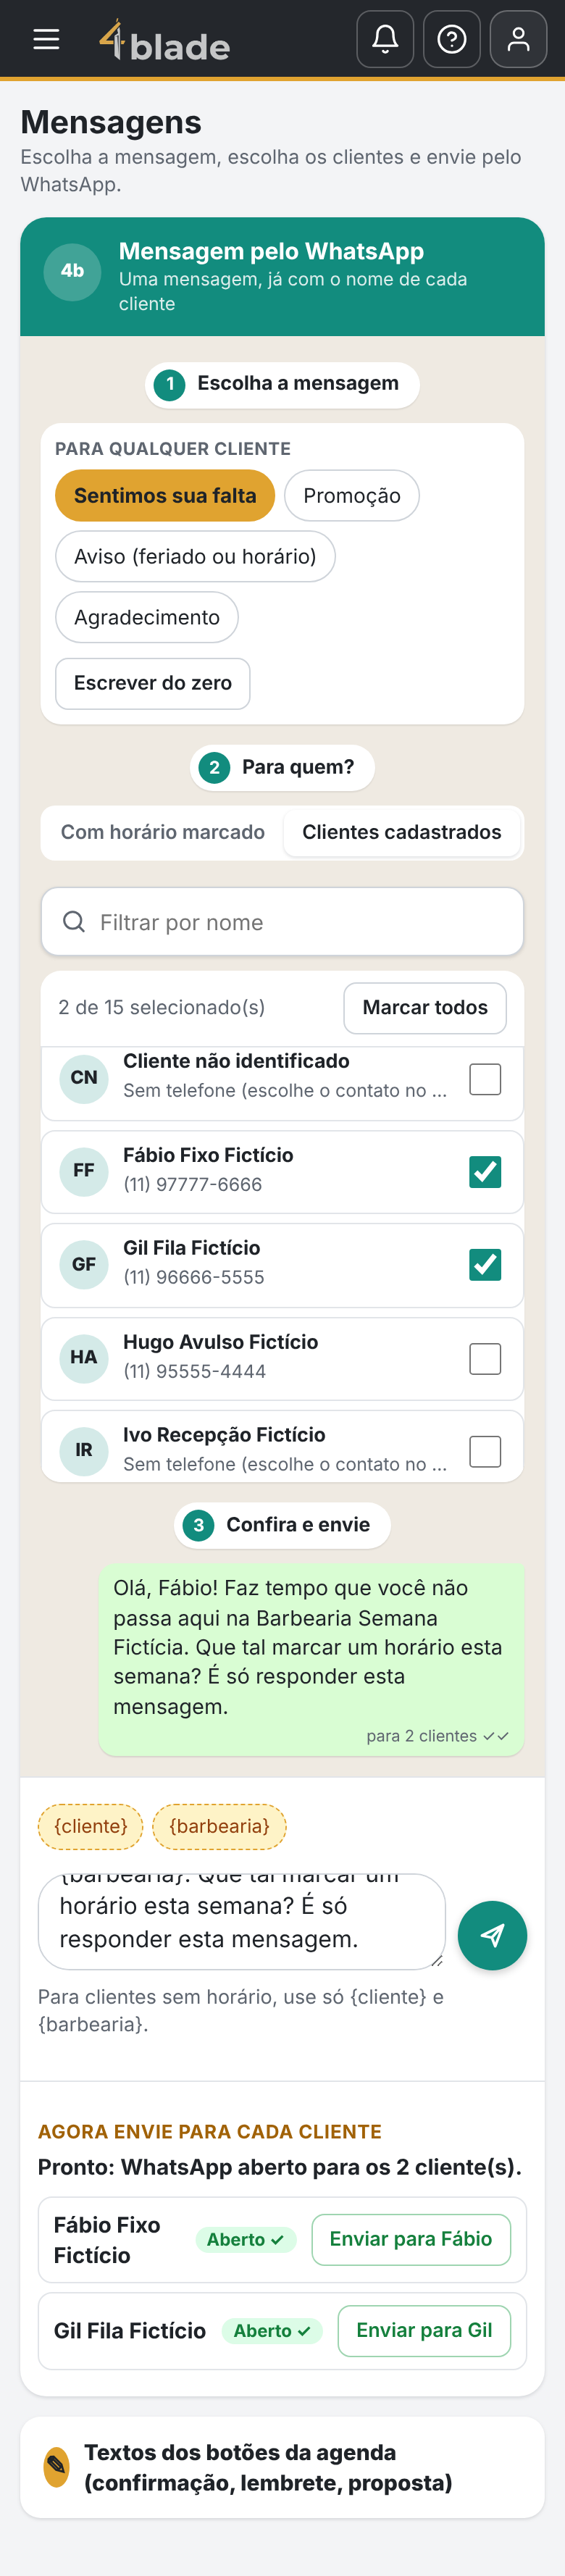 4blade
Mensagens
Escolha a mensagem, escolha os clientes e envie pelo
WhatsApp.
4b
Mensagem pelo WhatsApp
Uma mensagem, já com o nome de cada
cliente
1 Escolha a mensagem
PARA QUALQUER CLIENTE
Sentimos sua falta
Promoção
Aviso (feriado ou horário)
Agradecimento
Escrever do zero
2 Para quem?
Com horário marcado
Clientes cadastrados
Filtrar por nome
2 de 15 selecionado(s)
Marcar todos
CN
Cliente não identificado
Sem telefone (escolhe o contato no ...
FF
Fábio Fixo Fictício
(11) 97777-6666
GF
Gil Fila Fictício
(11) 96666-5555
HA
Hugo Avulso Fictício
(11) 95555-4444
IR
Ivo Recepção Fictício
Sem telefone (escolhe o contato no ...
3 Confira e envie
Olá, Fábio! Faz tempo que você não
passa aqui na Barbearia Semana
Fictícia. Que tal marcar um horário esta
semana? É só responder esta
mensagem.
para 2 clientes ✓✓
{cliente}
{barbearia}
{barbearia}. Que tal marcar um
horário esta semana? É só
responder esta mensagem.
Para clientes sem horário, use só {cliente} e
{barbearia}.
AGORA ENVIE PARA CADA CLIENTE
Pronto: WhatsApp aberto para os 2 cliente(s).
Fábio Fixo
Fictício
Aberto ✓
Enviar para Fábio
Gil Fila Fictício
Aberto ✓
Enviar para Gil
Textos dos botões da agenda
(confirmação, lembrete, proposta)